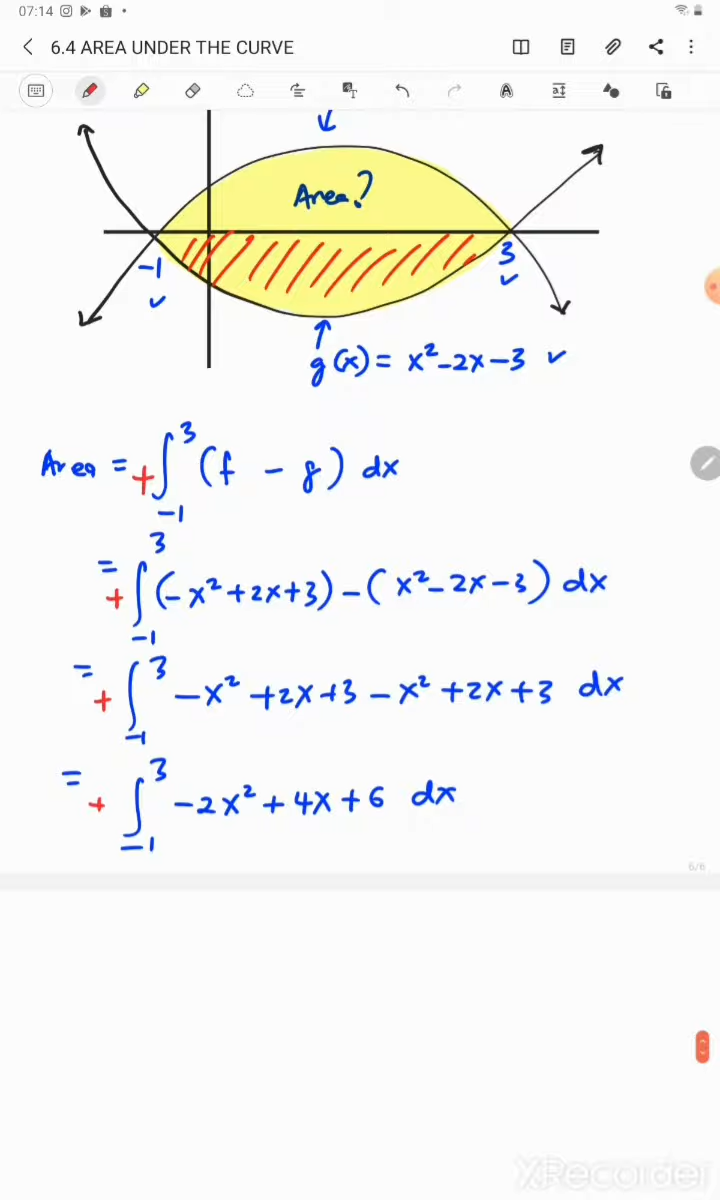 07:14
6.4 AREA UNDER THE CURVE
Area?
-1
3
g(x) = x²-2x-3 ✓
Area = +∫₋₁³ (f - g) dx
= +∫₋₁³ (-x²+2x+3) - (x²-2x-3) dx
= +∫₋₁³ -x²+2x+3-x²+2x+3 dx
= +∫₋₁³ -2x²+4x+6 dx
6/6
XRecorder